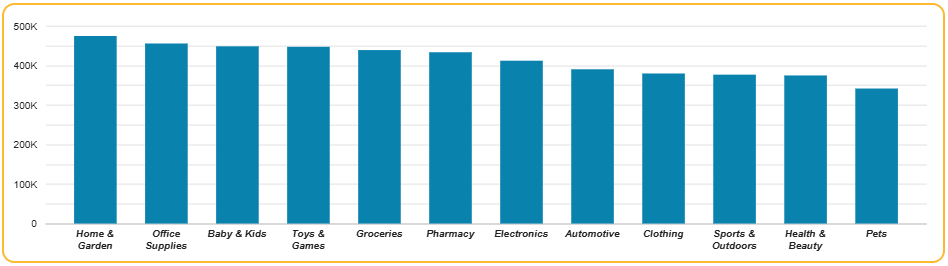 500K
400K
300K
200K
100K
0
Home &
Garden
Office
Supplies
Baby & Kids
Toys &
Games
Groceries
Pharmacy
Electronics
Automotive
Clothing
Sports &
Outdoors
Health &
Beauty
Pets